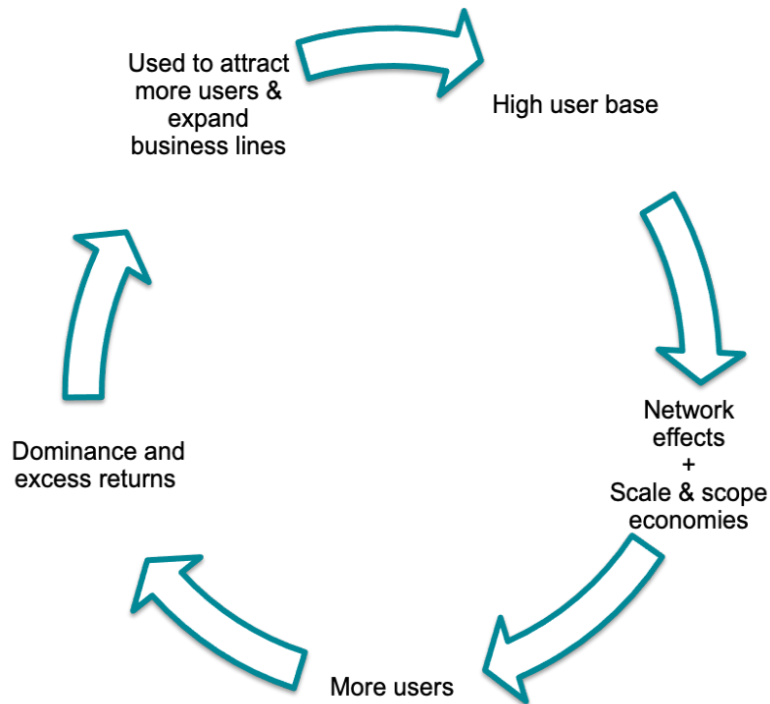 Used to attract
more users &
expand
business lines
High user base
Network
effects
+
Scale & scope
economies
More users
Dominance and
excess returns